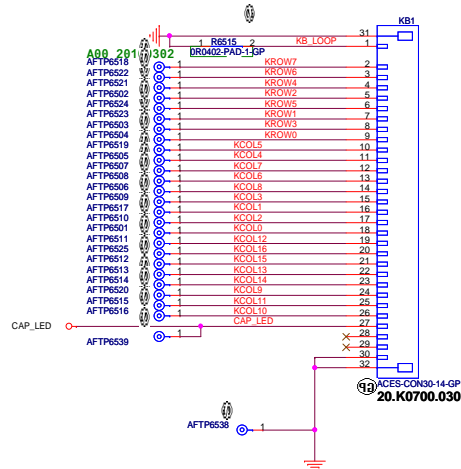 KB1
31
R6515
1 2 KB_LOOP 1
A00_201 0302
0R0402-PAD-1-GP
AFTP6518 1 KROW7 2
AFTP6522 1 KROW6 3
AFTP6521 1 KROW4 4
AFTP6502 1 KROW2 5
AFTP6524 1 KROW5 6
AFTP6523 1 KROW1 7
AFTP6503 1 KROW3 8
AFTP6504 1 KROW0 9
AFTP6519 1 KCOL5 10
AFTP6505 1 KCOL4 11
AFTP6507 1 KCOL7 12
AFTP6508 1 KCOL6 13
AFTP6506 1 KCOL8 14
AFTP6509 1 KCOL3 15
AFTP6517 1 KCOL1 16
AFTP6510 1 KCOL2 17
AFTP6501 1 KCOL0 18
AFTP6511 1 KCOL12 19
AFTP6525 1 KCOL16 20
AFTP6512 1 KCOL15 21
AFTP6513 1 KCOL13 22
AFTP6514 1 KCOL14 23
AFTP6520 1 KCOL9 24
AFTP6515 1 KCOL11 25
AFTP6516 1 KCOL10 26
CAP_LED CAP_LED 27
28
AFTP6539 1 29
30
32
ACES-CON30-14-GP
20.K0700.030
AFTP6538 1